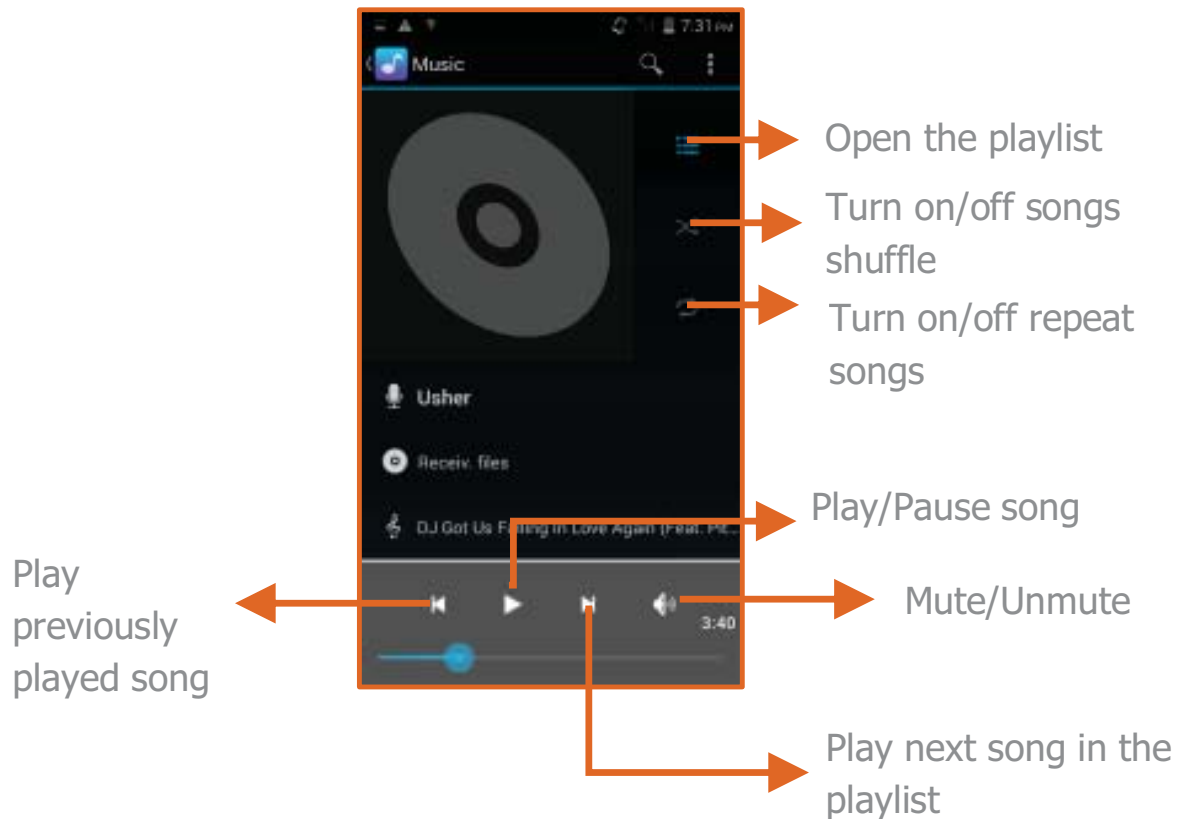 7:31 PM
Music
Open the playlist
Turn on/off songs
shuffle
Turn on/off repeat
songs
Usher
Receiv. files
Play/Pause song
DJ Got Us Falling In Love Again (Feat. Pit...
Play
previously
played song
Mute/Unmute
3:40
Play next song in the
playlist